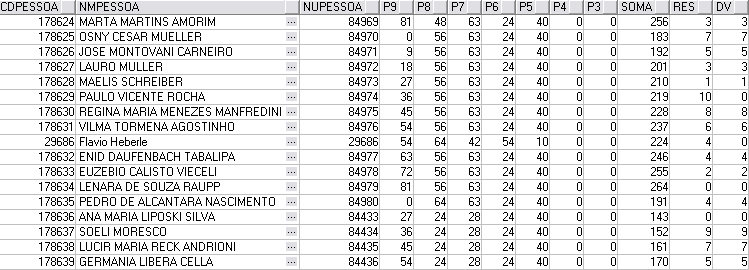 CDPESSOA NMPESSOA NUPESSOA P9 P8 P7 P6 P5 P4 P3 SOMA RES DV
178624 MARTA MARTINS AMORIM ... 84969 81 48 63 24 40 0 0 256 3 3
178625 OSNY CESAR MUELLER ... 84970 0 56 63 24 40 0 0 183 7 7
178626 JOSE MONTOVANI CARNEIRO ... 84971 9 56 63 24 40 0 0 192 5 5
178627 LAURO MULLER ... 84972 18 56 63 24 40 0 0 201 3 3
178628 MAELIS SCHREIBER ... 84973 27 56 63 24 40 0 0 210 1 1
178629 PAULO VICENTE ROCHA ... 84974 36 56 63 24 40 0 0 219 10 0
178630 REGINA MARIA MENEZES MANFREDINI ... 84975 45 56 63 24 40 0 0 228 8 8
178631 VILMA TORMENA AGOSTINHO ... 84976 54 56 63 24 40 0 0 237 6 6
29686 Flavio Heberle ... 29686 54 64 42 54 10 0 0 224 4 0
178632 ENID DAUFENBACH TABALIPA ... 84977 63 56 63 24 40 0 0 246 4 4
178633 EUZEBIO CALISTO VIECELI ... 84978 72 56 63 24 40 0 0 255 2 2
178634 LENARA DE SOUZA RAUPP ... 84979 81 56 63 24 40 0 0 264 0 0
178635 PEDRO DE ALCANTARA NASCIMENTO ... 84980 0 64 63 24 40 0 0 191 4 4
178636 ANA MARIA LIPOSKI SILVA ... 84433 27 24 28 24 40 0 0 143 0 0
178637 SOELI MORESCO ... 84434 36 24 28 24 40 0 0 152 9 9
178638 LUCIR MARIA RECK ANDRIONI ... 84435 45 24 28 24 40 0 0 161 7 7
178639 GERMANIA LIBERA CELLA ... 84436 54 24 28 24 40 0 0 170 5 5